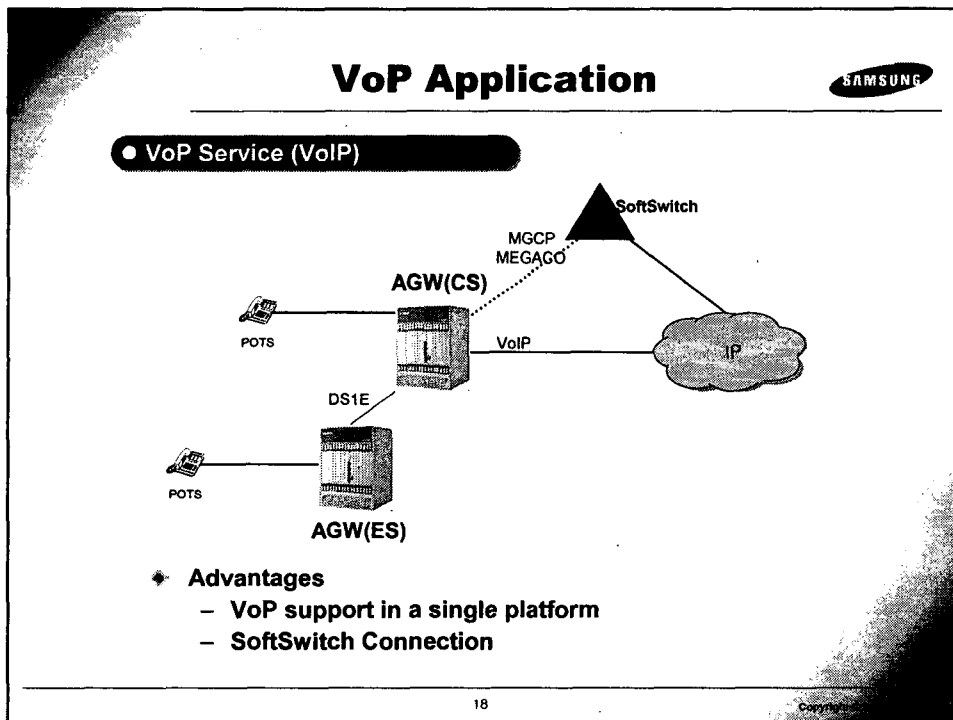 VoP Application
SAMSUNG
VoP Service (VoIP)
SoftSwitch
MGCP
MEGACO
AGW(CS)
POTS
VoIP
IP
DS1E
POTS
AGW(ES)
Advantages
– VoP support in a single platform
– SoftSwitch Connection
18